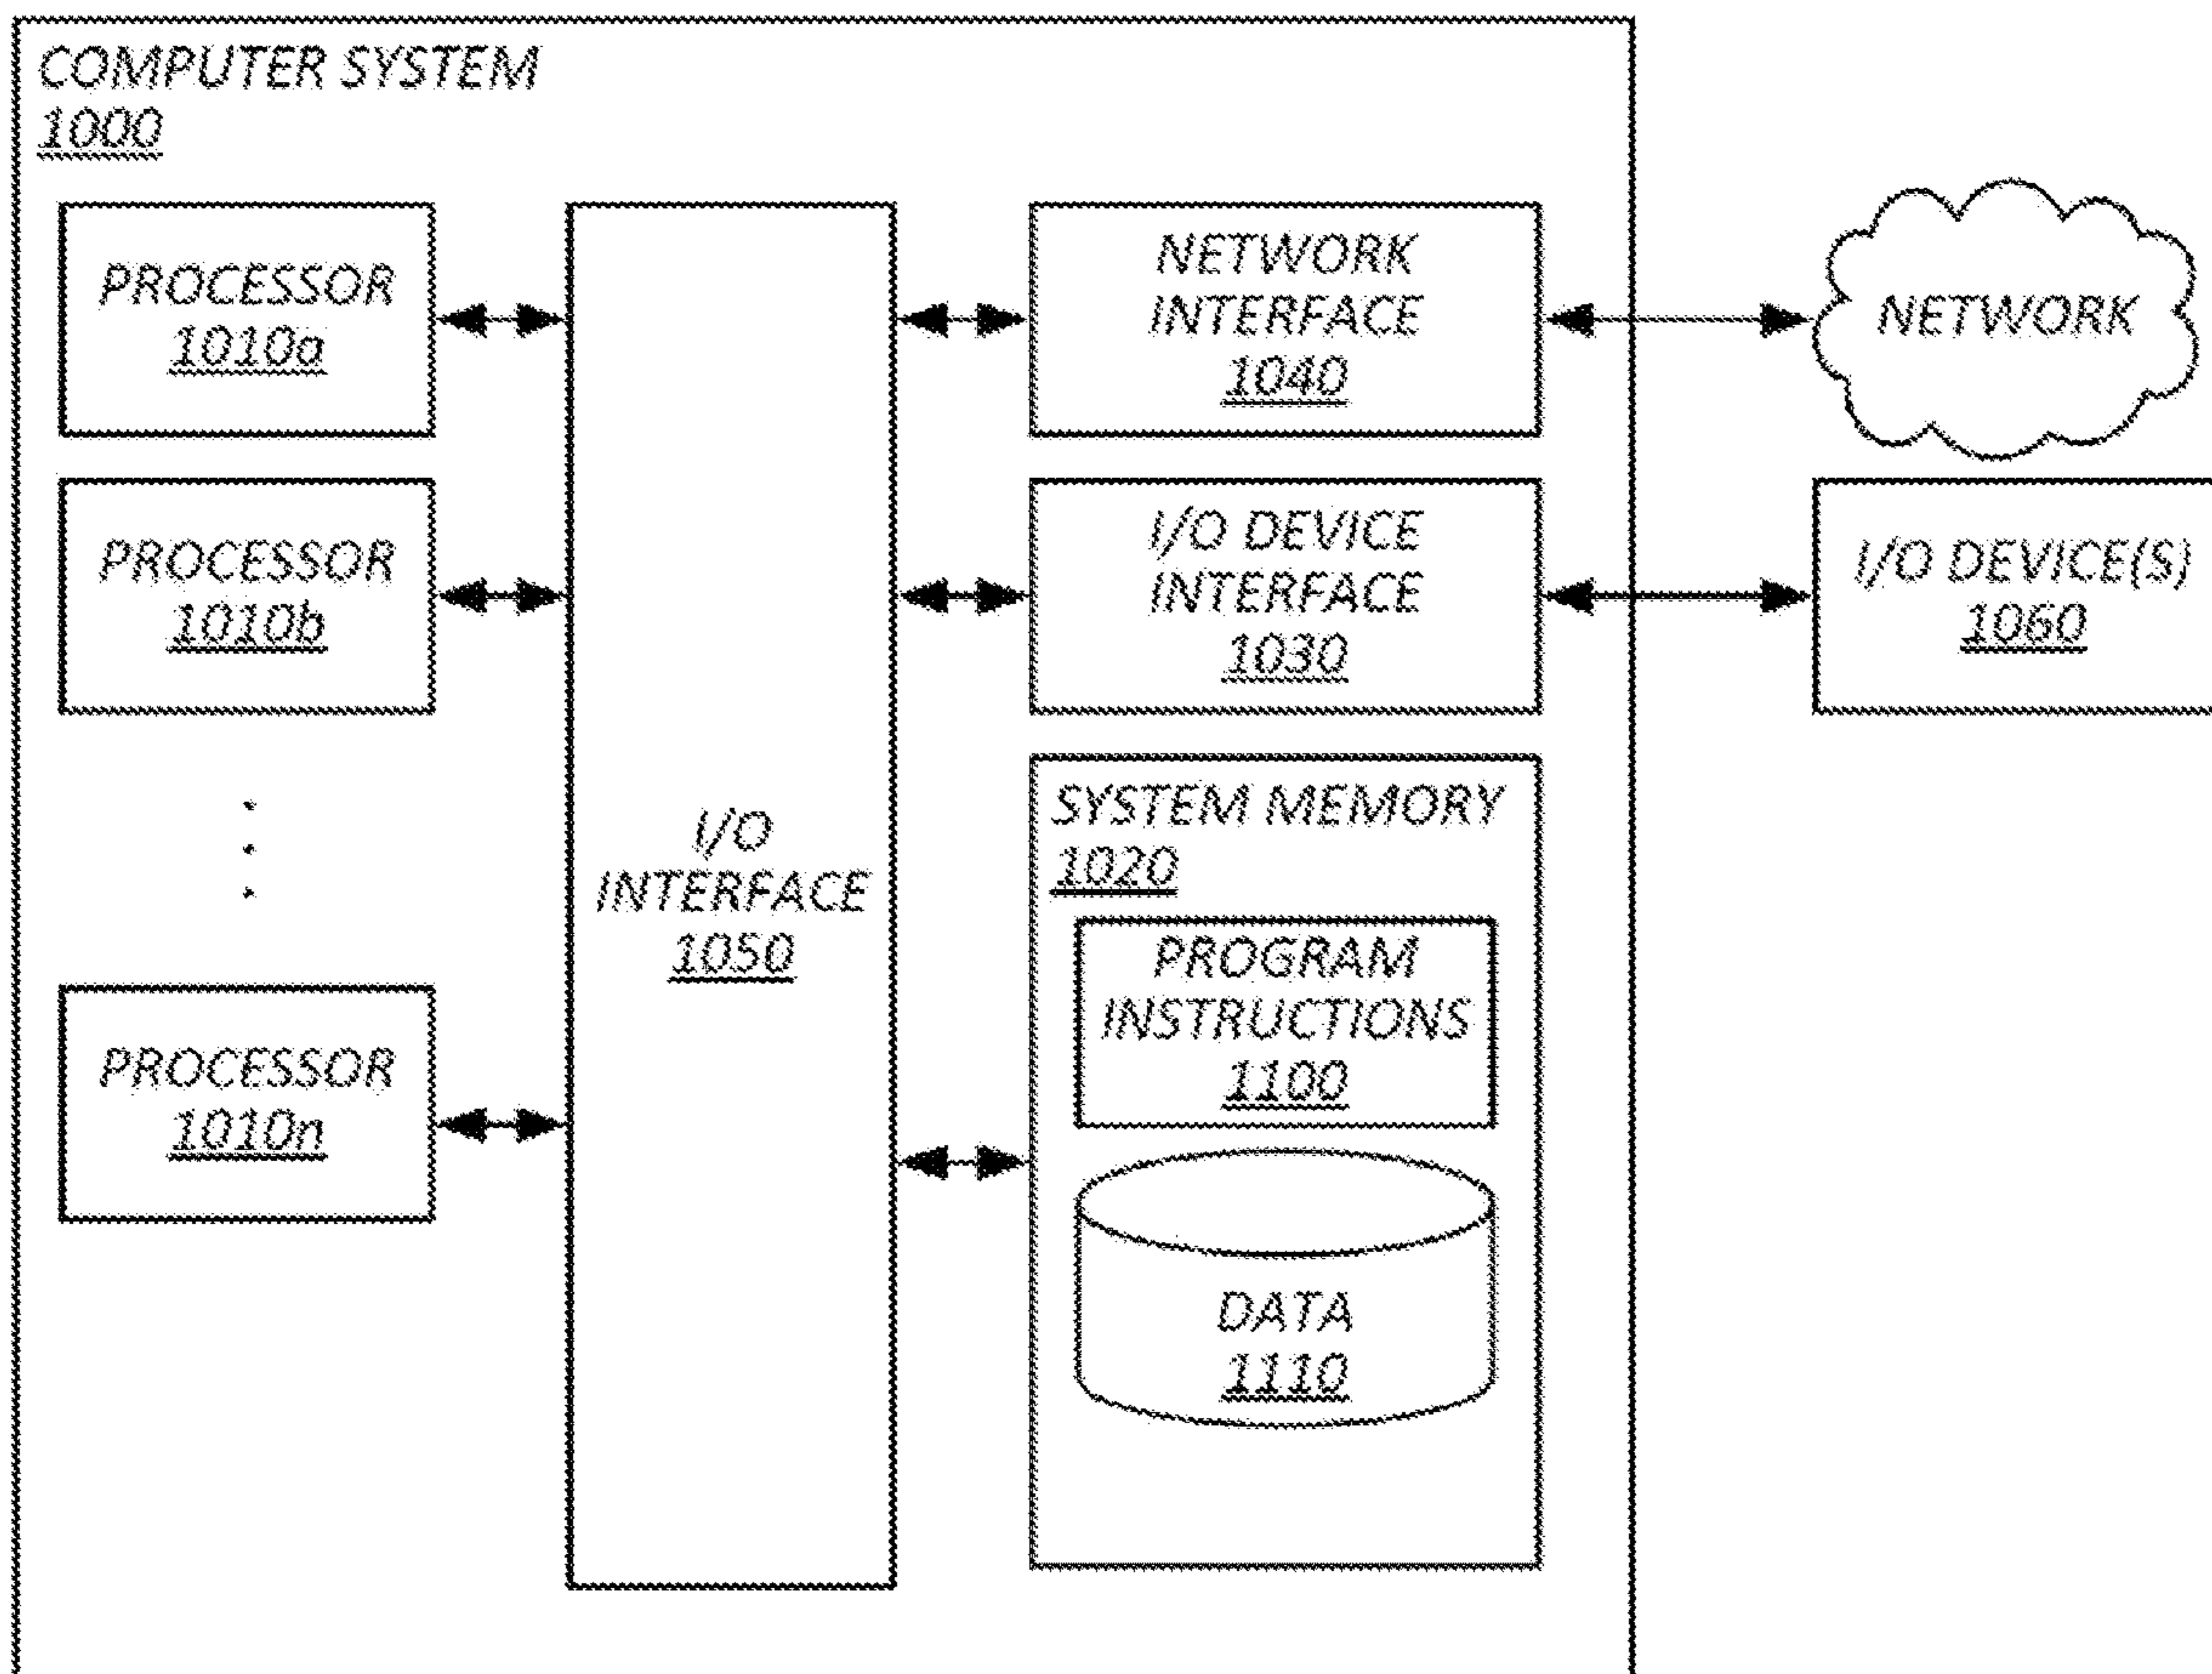 COMPUTER SYSTEM
1000
PROCESSOR
1010a
PROCESSOR
1010b
PROCESSOR
1010n
I/O
INTERFACE
1050
NETWORK
INTERFACE
1040
I/O DEVICE
INTERFACE
1030
SYSTEM MEMORY
1020
PROGRAM
INSTRUCTIONS
1100
DATA
1110
NETWORK
I/O DEVICE(S)
1060